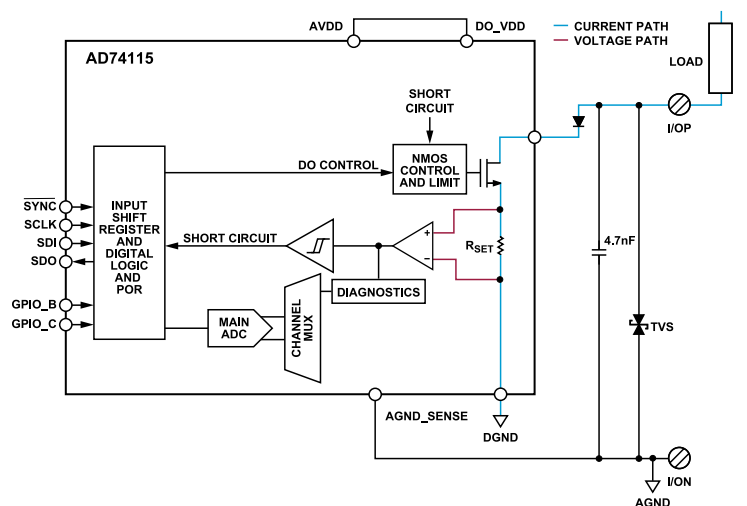 AVDD
DO_VDD
CURRENT PATH
VOLTAGE PATH
AD74115
LOAD
SHORT
CIRCUIT
I/OP
DO CONTROL
NMOS
CONTROL
AND LIMIT
SYNC
SCLK
SDI
SDO
GPIO_B
GPIO_C
INPUT
SHIFT
REGISTER
AND
DIGITAL
LOGIC
AND
POR
SHORT CIRCUIT
+
−
RSET
4.7nF
DIAGNOSTICS
MAIN
ADC
CHANNEL
MUX
TVS
AGND_SENSE
DGND
I/ON
AGND